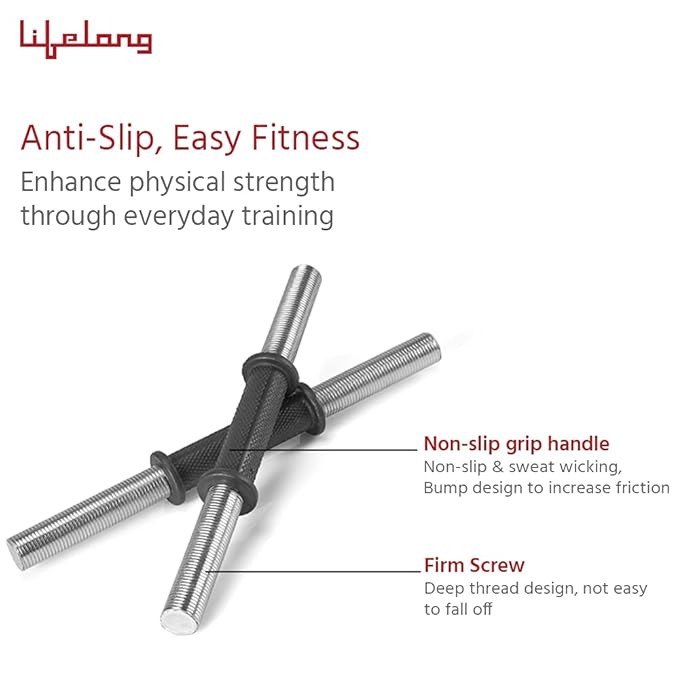 Lifelong
Anti-Slip, Easy Fitness
Enhance physical strength
through everyday training
Non-slip grip handle
Non-slip & sweat wicking,
Bump design to increase friction
Firm Screw
Deep thread design, not easy
to fall off